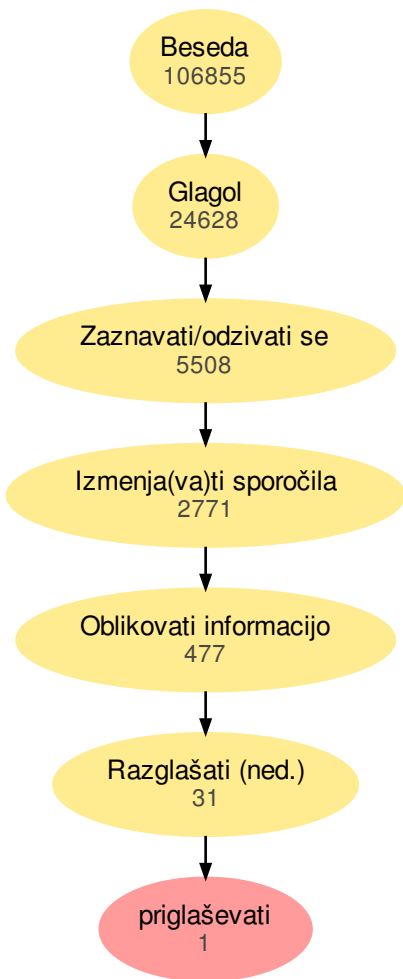 Beseda
106855
Glagol
24628
Zaznavati/odzivati se
5508
Izmenja(va)ti sporočila
2771
Oblikovati informacijo
477
Razglašati (ned.)
31
priglaševati
1